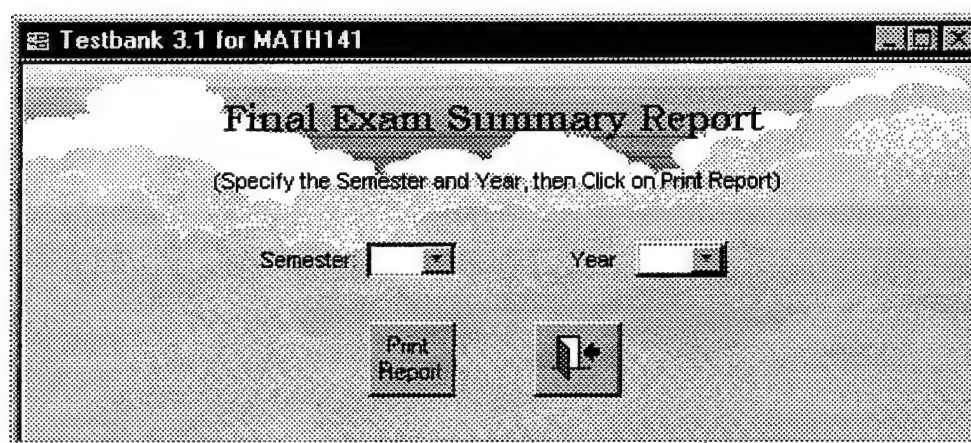 Testbank 3.1 for MATH141
Final Exam Summary Report
(Specify the Semester and Year, then Click on Print Report)
Semester: Year
Print
Report